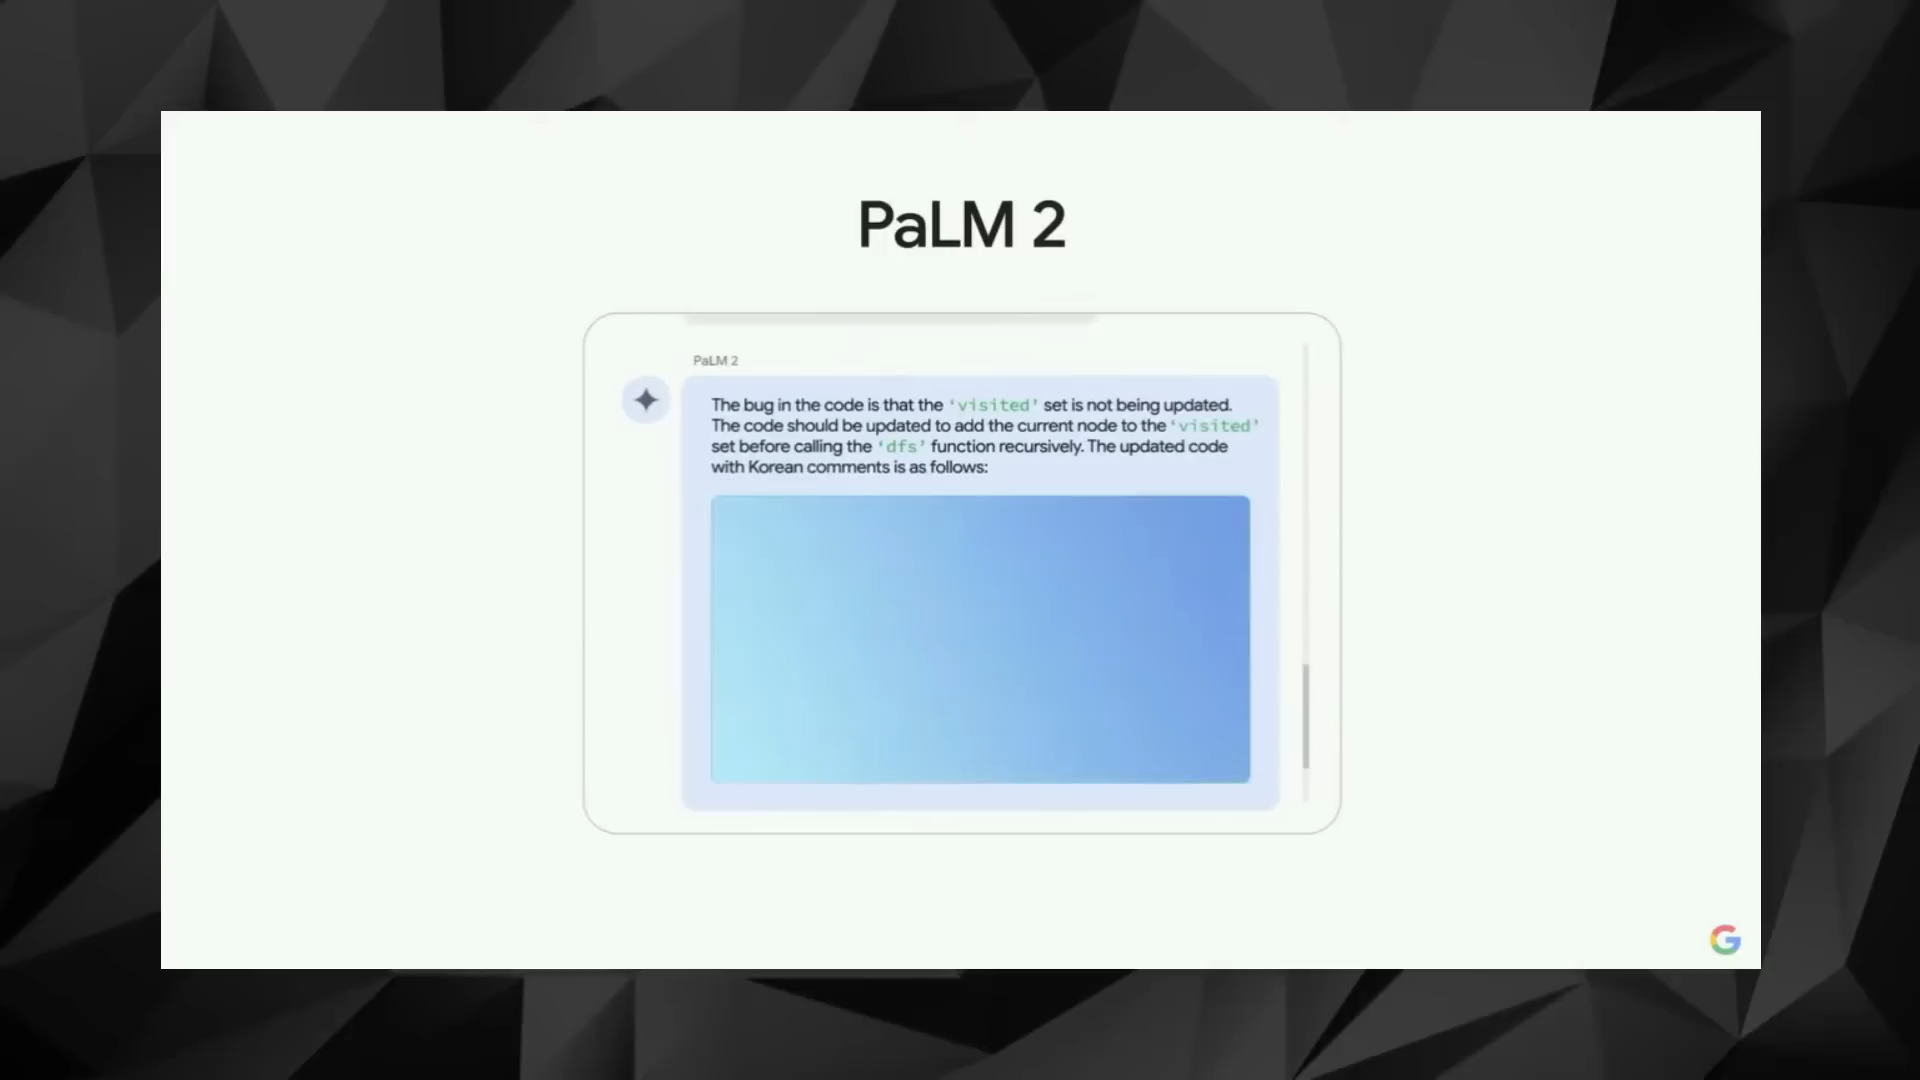 PaLM 2
PaLM 2
The bug in the code is that the ‘visited’ set is not being updated.
The code should be updated to add the current node to the ‘visited’
set before calling the ‘dfs’ function recursively. The updated code
with Korean comments is as follows: